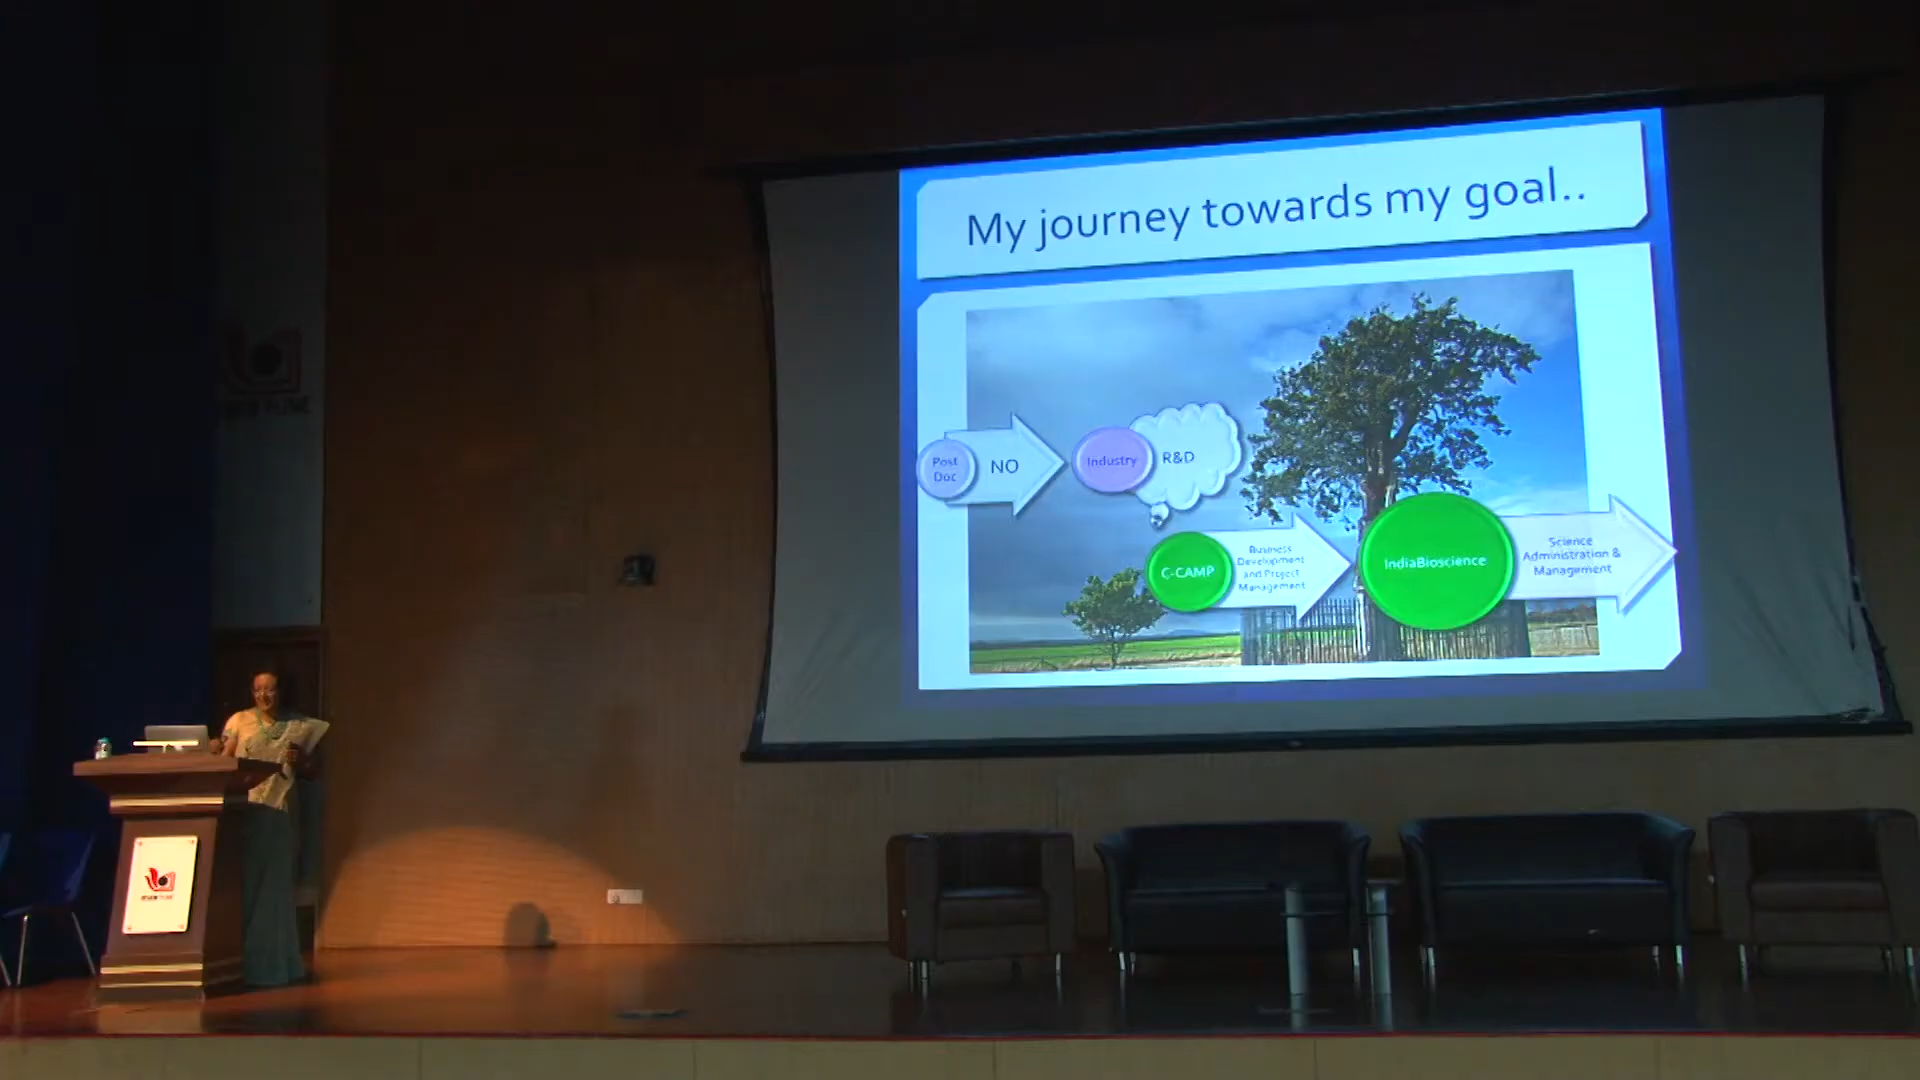 My journey towards my goal..
Post
Doc
NO
Industry
R&D
C-CAMP
Business
Development
and Project
Management
IndiaBioscience
Science
Administration &
Management